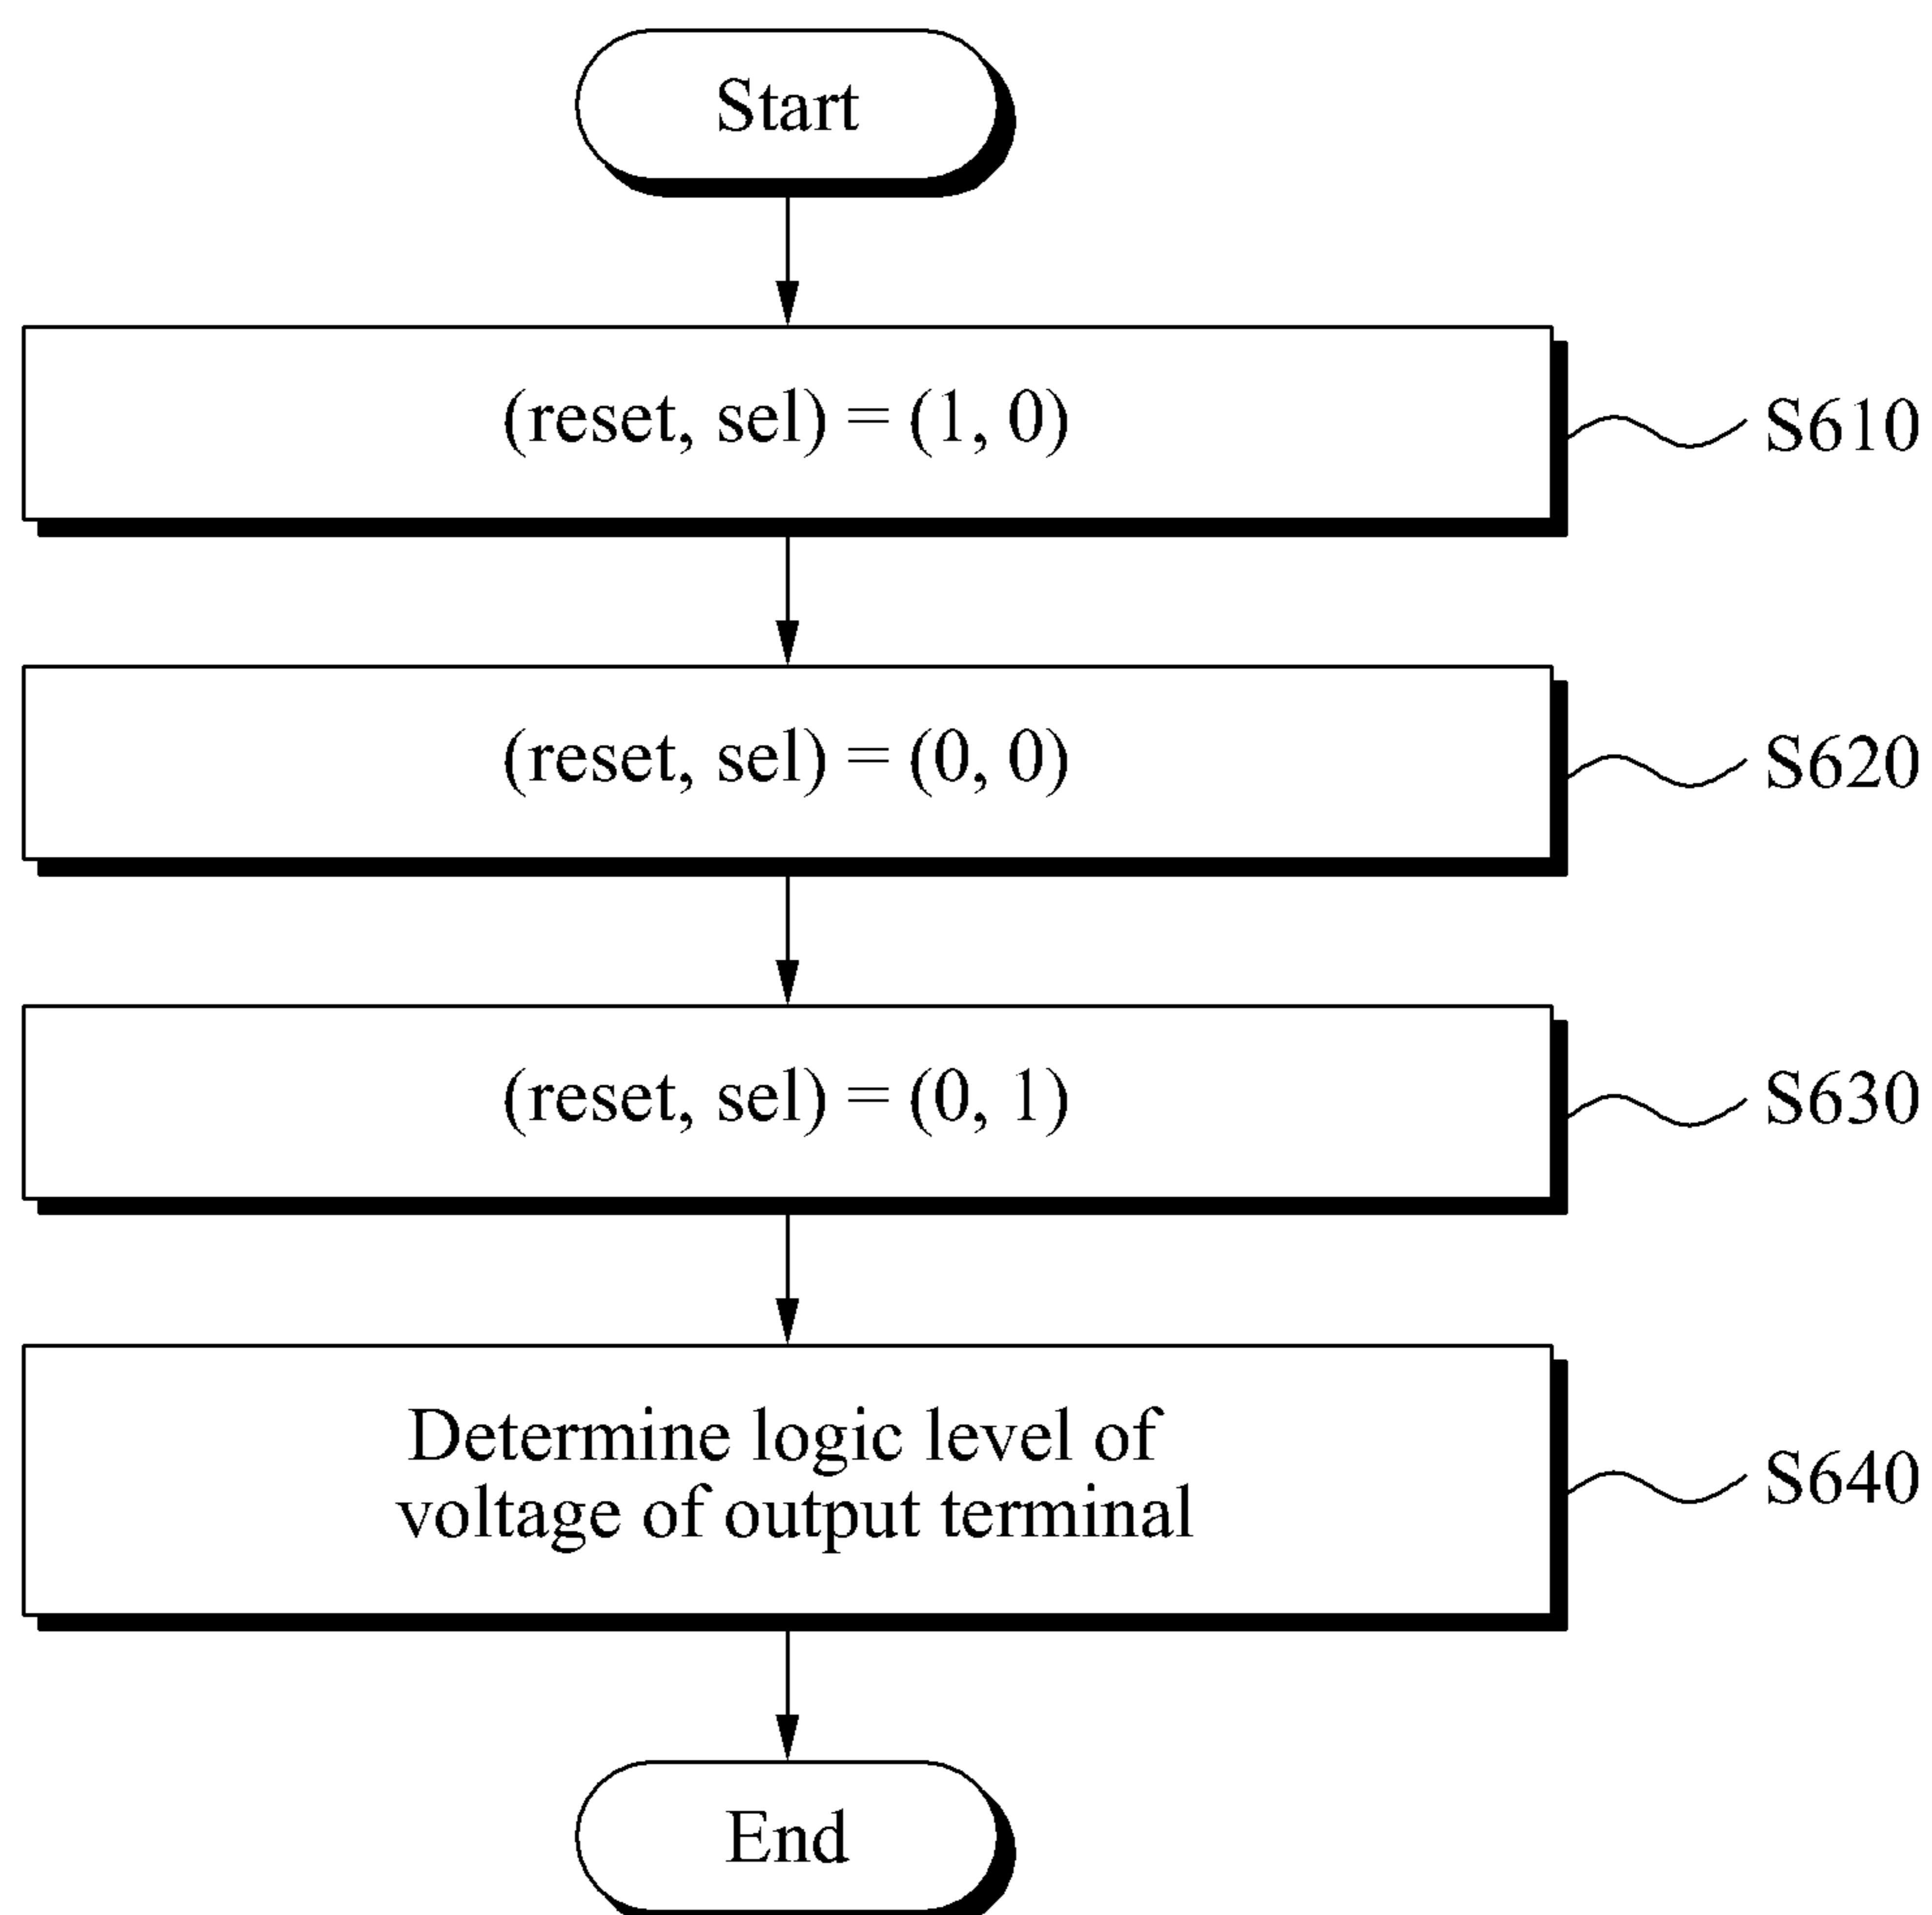 Start
(reset, sel) = (1, 0)
S610
(reset, sel) = (0, 0)
S620
(reset, sel) = (0, 1)
S630
Determine logic level of
voltage of output terminal
S640
End